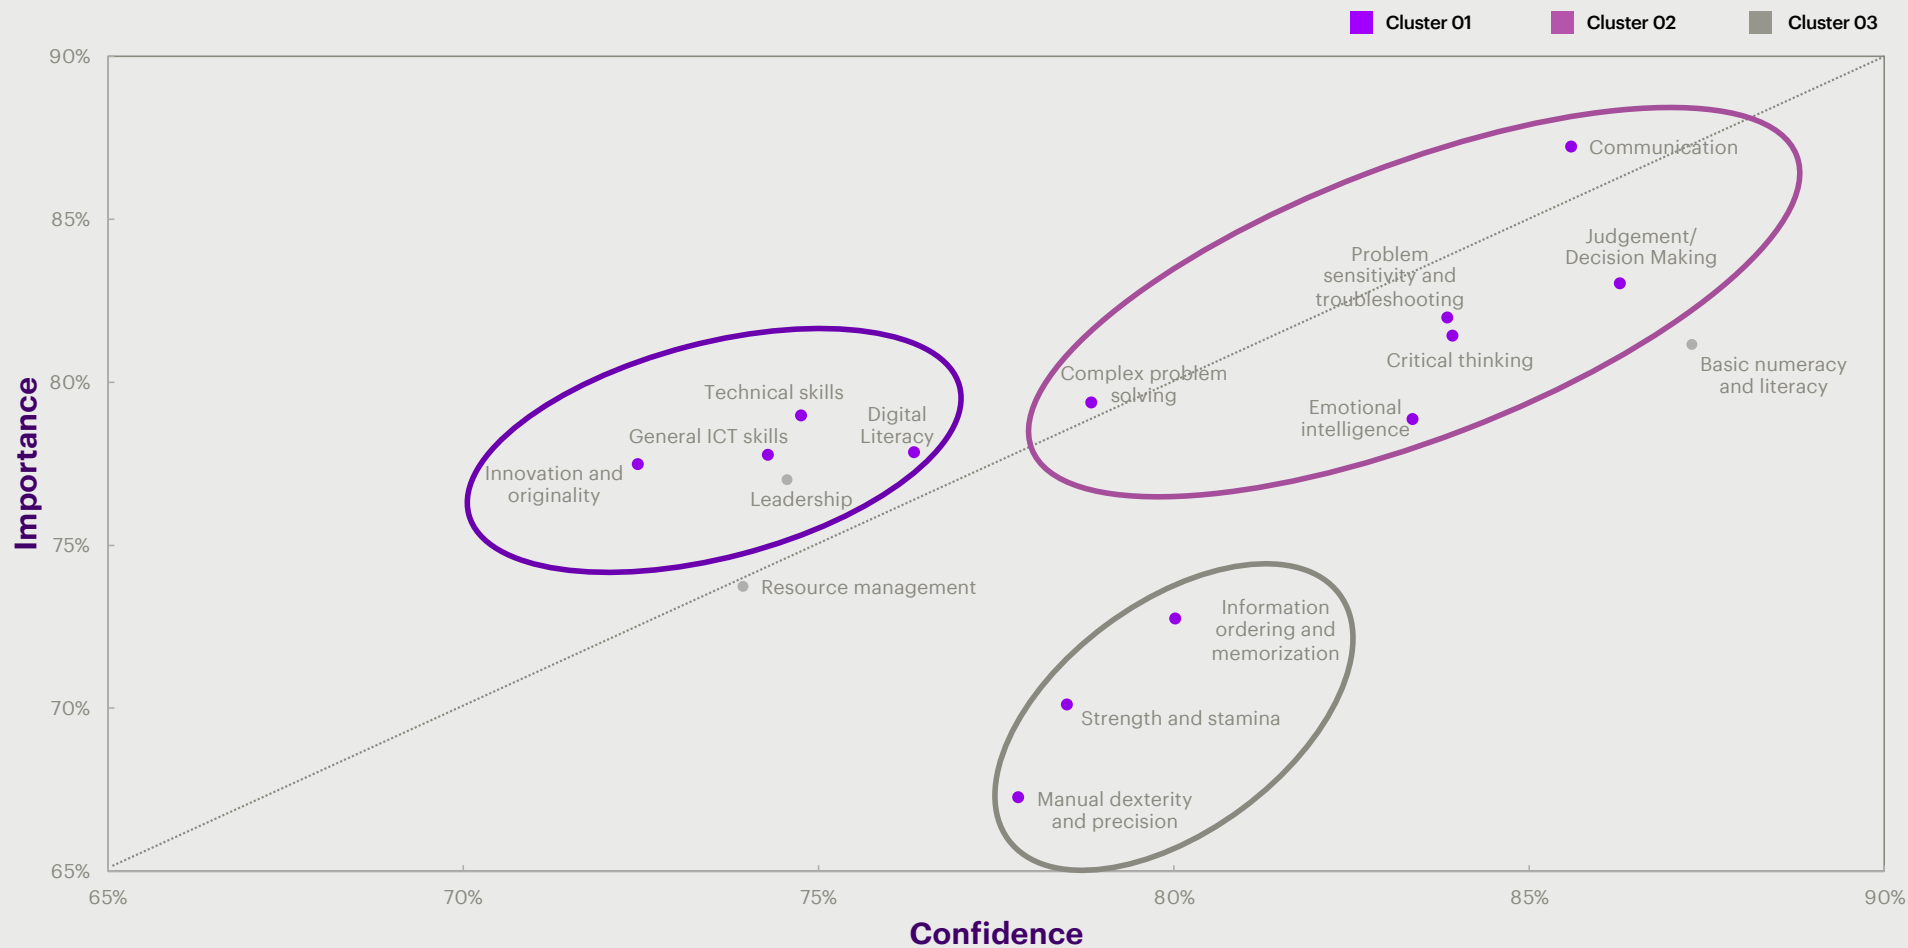 Cluster 01
Cluster 02
Cluster 03
90%
85%
80%
75%
70%
65%
Importance
Communication
Judgement/
Decision Making
Problem
sensitivity and
troubleshooting
Critical thinking
Basic numeracy
and literacy
Complex problem
solving
Emotional
intelligence
Technical skills
Digital
Literacy
General ICT skills
Innovation and
originality
Leadership
Resource management
Information
ordering and
memorization
Strength and stamina
Manual dexterity
and precision
65%
70%
75%
80%
85%
90%
Confidence